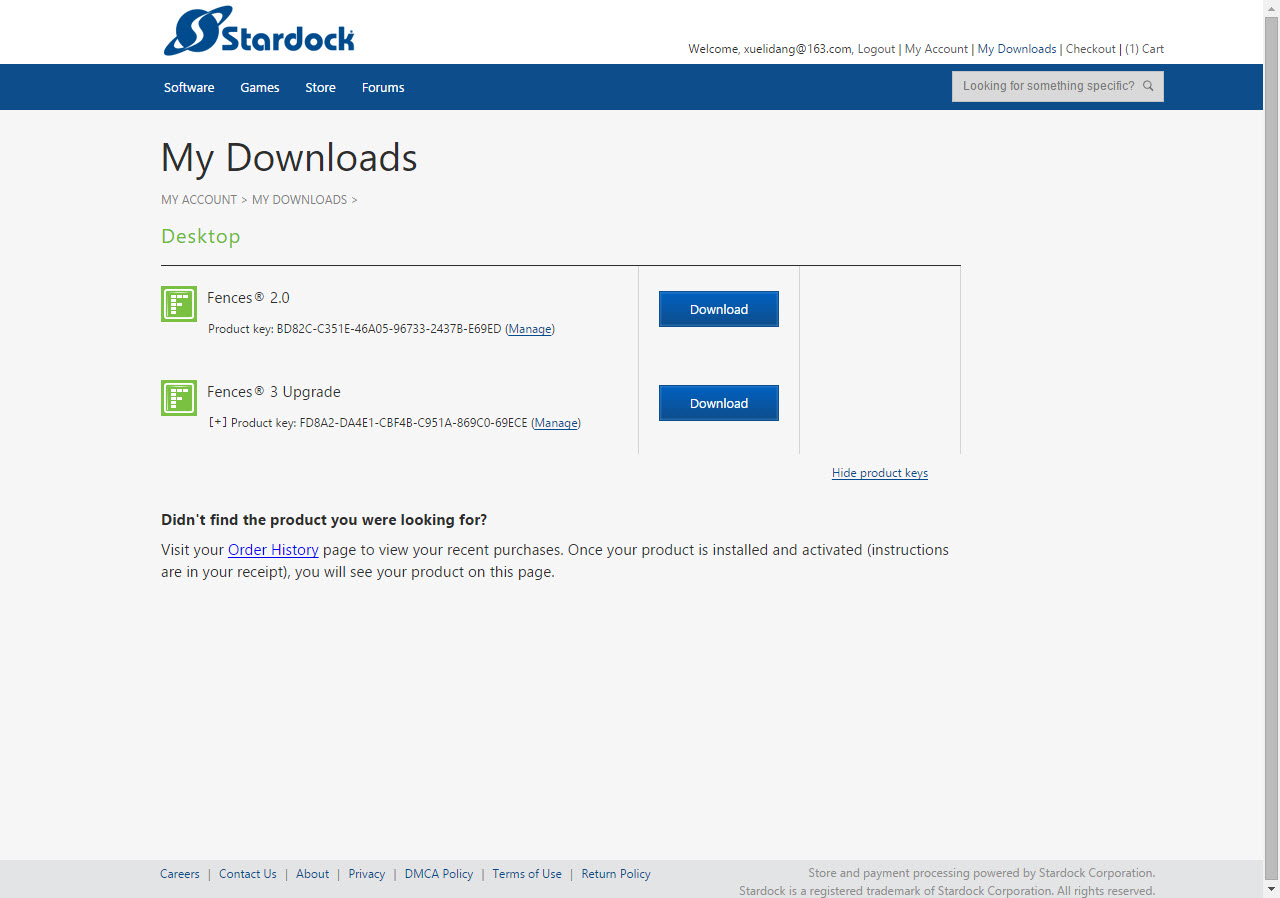 Stardock
Welcome, xuelidang@163.com, Logout | My Account | My Downloads | Checkout | (1) Cart
Software Games Store Forums Looking for something specific?
My Downloads
MY ACCOUNT > MY DOWNLOADS >
Desktop
Fences® 2.0
Download
Product key: BD82C-C351E-46A05-96733-2437B-E69ED (Manage)
Fences® 3 Upgrade
Download
[+] Product key: FD8A2-DA4E1-CBF4B-C951A-869C0-69ECE (Manage)
Hide product keys
Didn't find the product you were looking for?
Visit your Order History page to view your recent purchases. Once your product is installed and activated (instructions
are in your receipt), you will see your product on this page.
Careers | Contact Us | About | Privacy | DMCA Policy | Terms of Use | Return Policy
Store and payment processing powered by Stardock Corporation.
Stardock is a registered trademark of Stardock Corporation. All rights reserved.